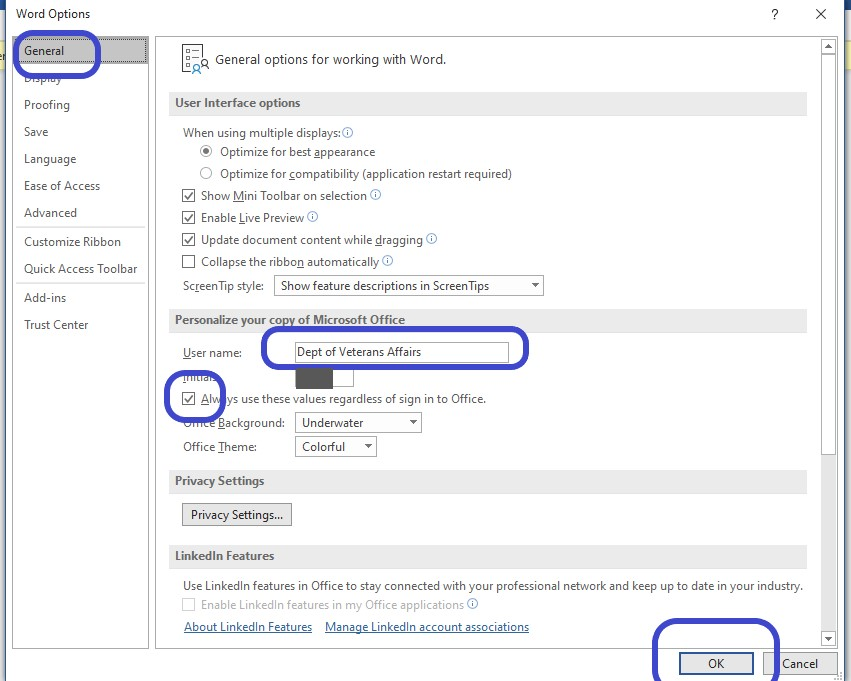 Word Options
?
General
Display
Proofing
Save
Language
Ease of Access
Advanced
Customize Ribbon
Quick Access Toolbar
Add-ins
Trust Center
General options for working with Word.
User Interface options
When using multiple displays:
Optimize for best appearance
Optimize for compatibility (application restart required)
Show Mini Toolbar on selection
Enable Live Preview
Update document content while dragging
Collapse the ribbon automatically
ScreenTip style: Show feature descriptions in ScreenTips
Personalize your copy of Microsoft Office
User name: Dept of Veterans Affairs
Initials:
Always use these values regardless of sign in to Office.
Office Background: Underwater
Office Theme: Colorful
Privacy Settings
Privacy Settings...
LinkedIn Features
Use LinkedIn features in Office to stay connected with your professional network and keep up to date in your industry.
Enable LinkedIn features in my Office applications
About LinkedIn Features Manage LinkedIn account associations
OK Cancel